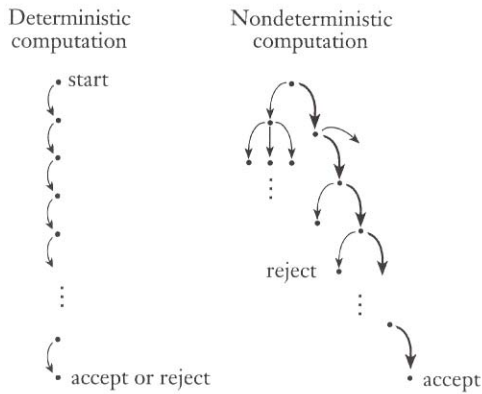 Deterministic
computation
Nondeterministic
computation
start
reject
accept or reject
accept